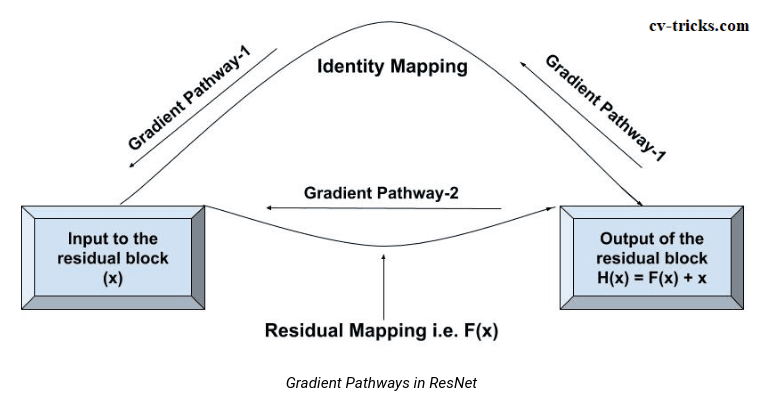 cv-tricks.com
Identity Mapping
Gradient Pathway-1
Gradient Pathway-1
Gradient Pathway-2
Input to the
residual block
(x)
Output of the
residual block
H(x) = F(x) + x
Residual Mapping i.e. F(x)
Gradient Pathways in ResNet